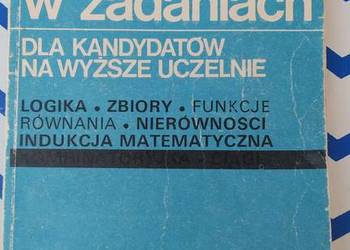 w zadaniach
DLA KANDYDATÓW
NA WYŻSZE UCZELNIE
LOGIKA • ZBIORY • FUNKCJE
RÓWNANIA • NIERÓWNOŚCI
INDUKCJA MATEMATYCZNA